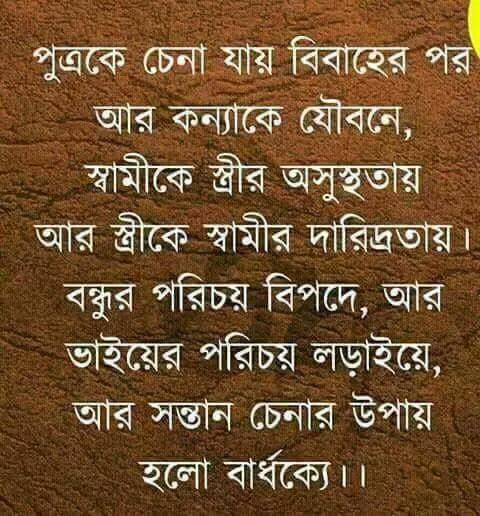 পুত্রকে চেনা যায় বিবাহের পর
আর কন্যাকে যৌবনে,
স্বামীকে স্ত্রীর অসুস্থতায়
আর স্ত্রীকে স্বামীর দারিদ্রতায়।
বন্ধুর পরিচয় বিপদে, আর
ভাইয়ের পরিচয় লড়াইয়ে,
আর সন্তান চেনার উপায়
হলো বার্ধক্যে।।